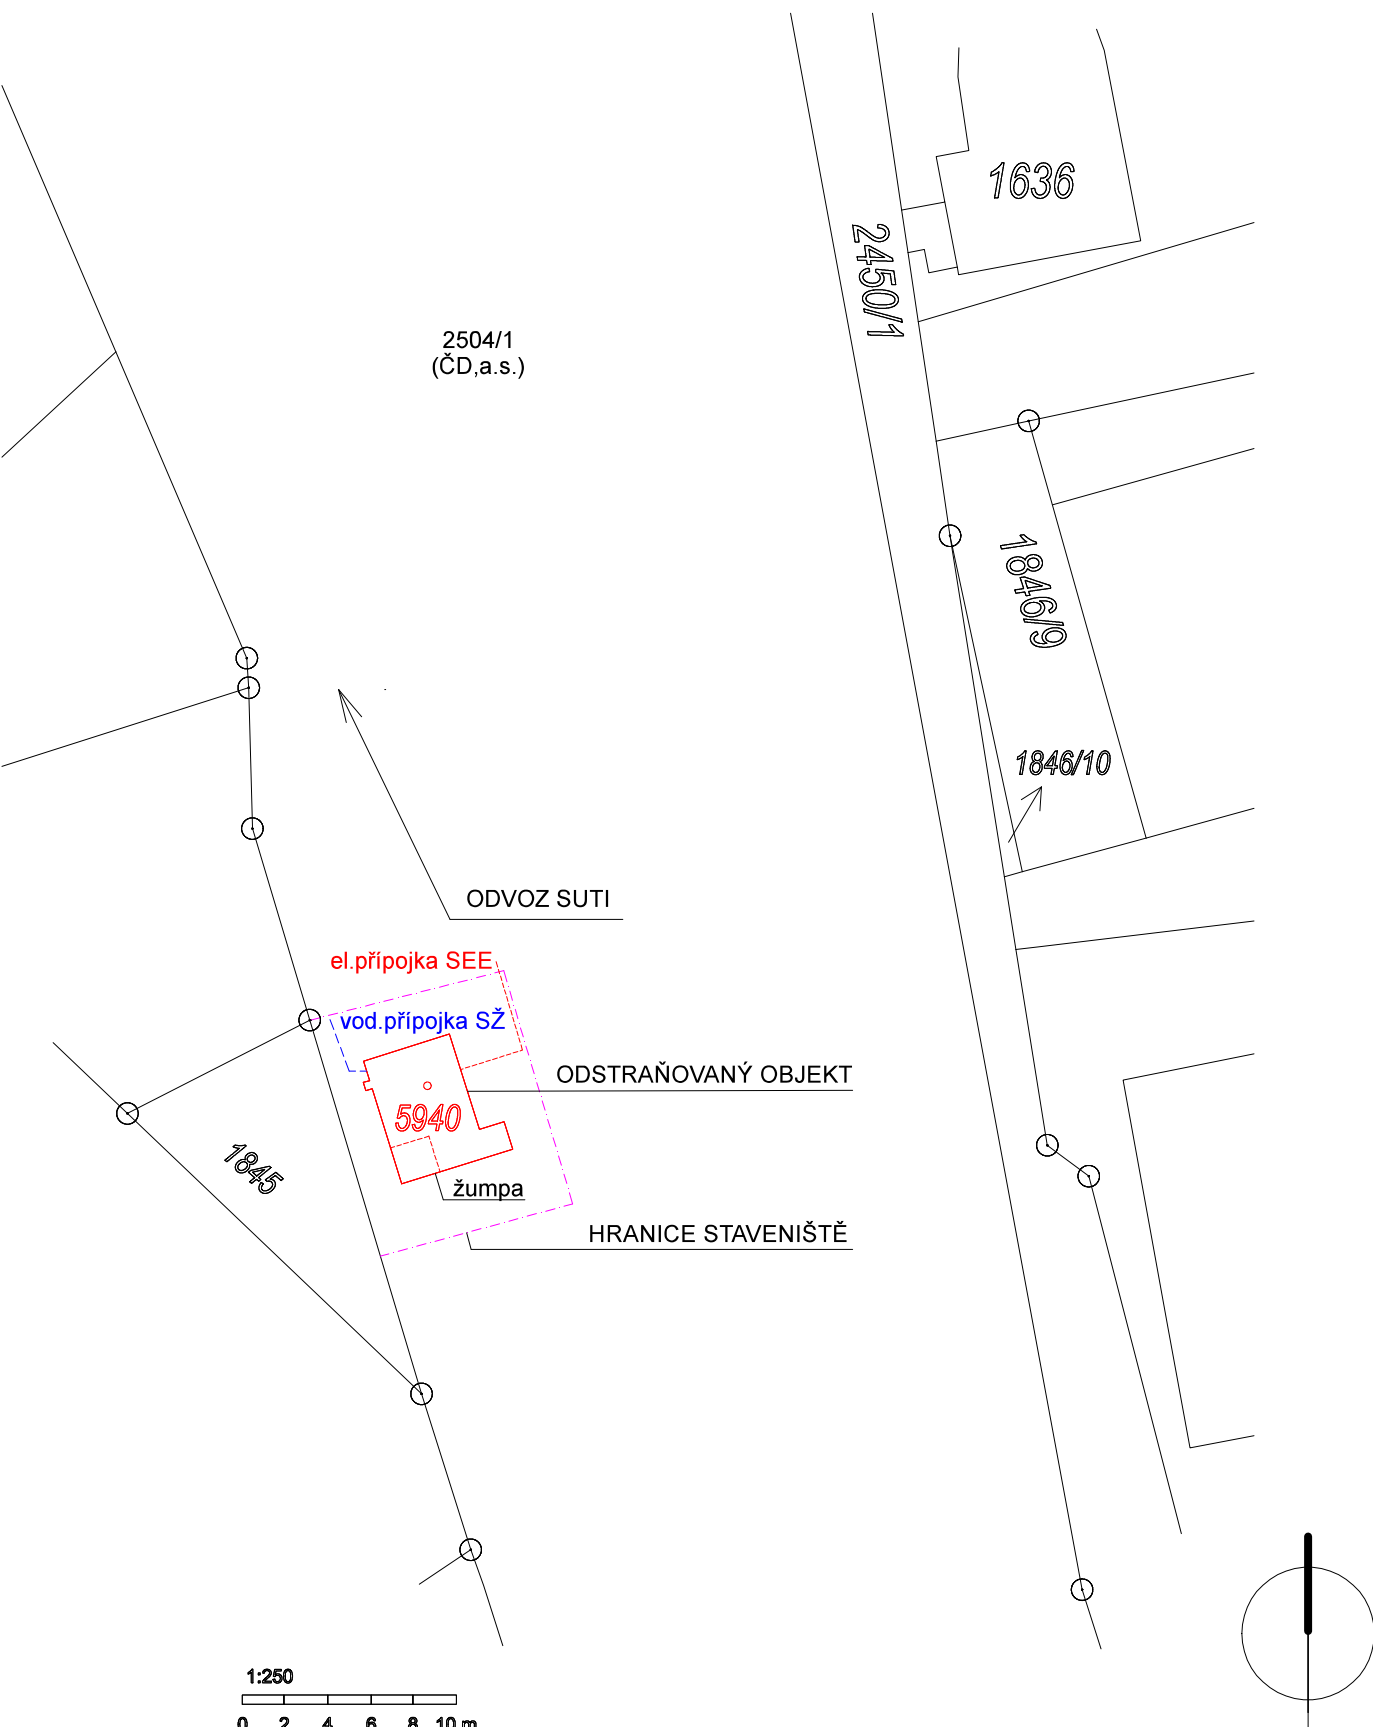 1636
2450/1
2504/1
(ČD,a.s.)
1846/9
1846/10
ODVOZ SUTI
el.přípojka SEE
vod.přípojka SŽ
ODSTRAŇOVANÝ OBJEKT
5940
1845
žumpa
HRANICE STAVENIŠTĚ
1:250
0 2 4 6 8 10 m